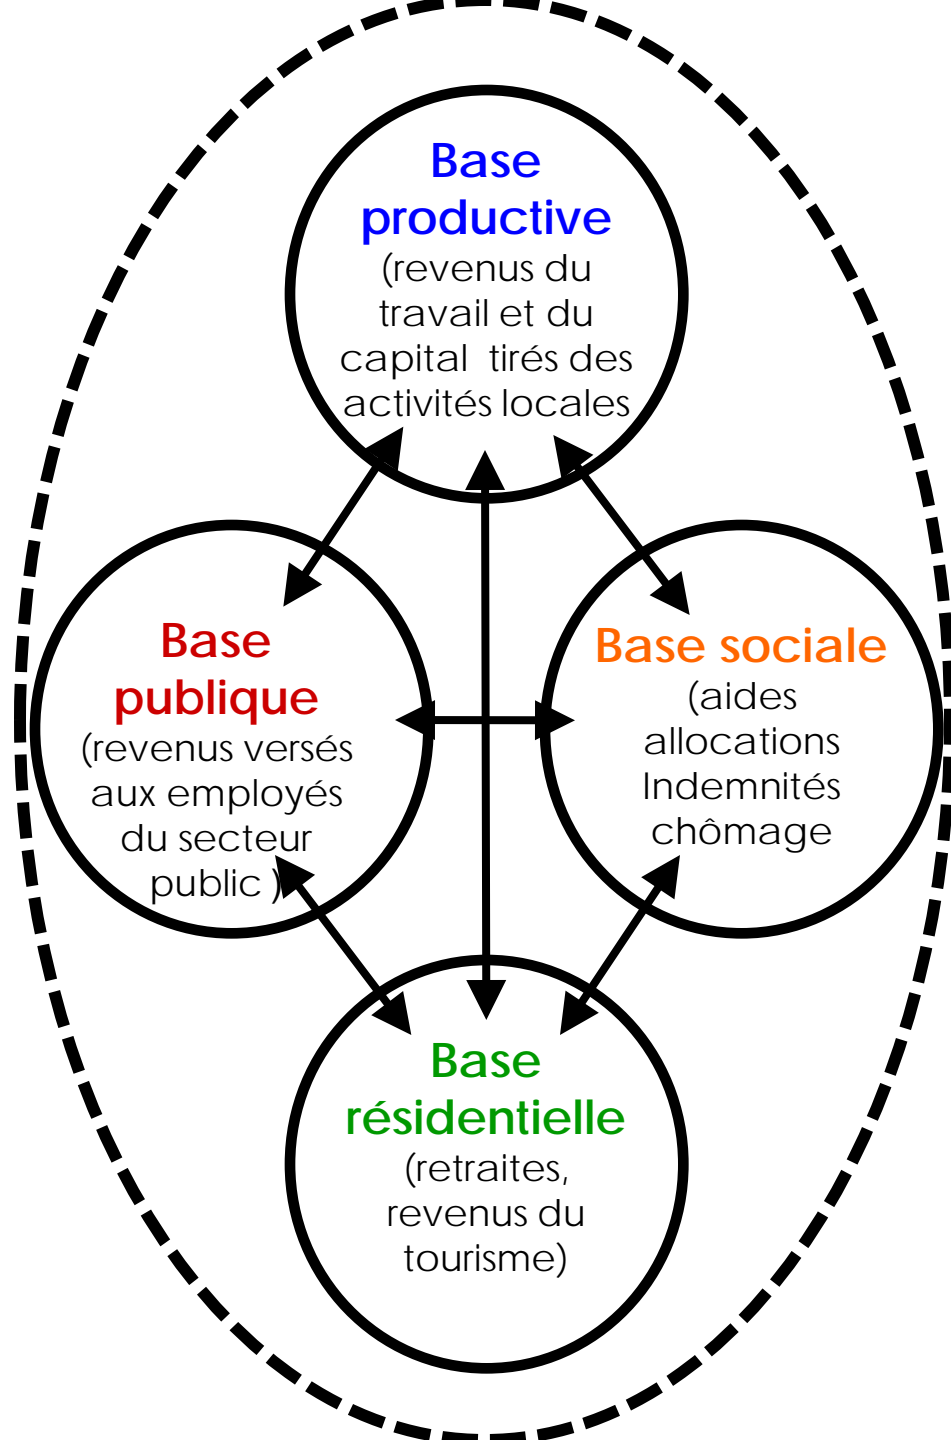 Base
productive
(revenus du
travail et du
capital  tirés des
activités locales
Base
publique
(revenus versés
aux employés
du secteur
public )
Base sociale
(aides
allocations
Indemnités
chômage
Base
résidentielle
(retraites,
revenus du
tourisme)